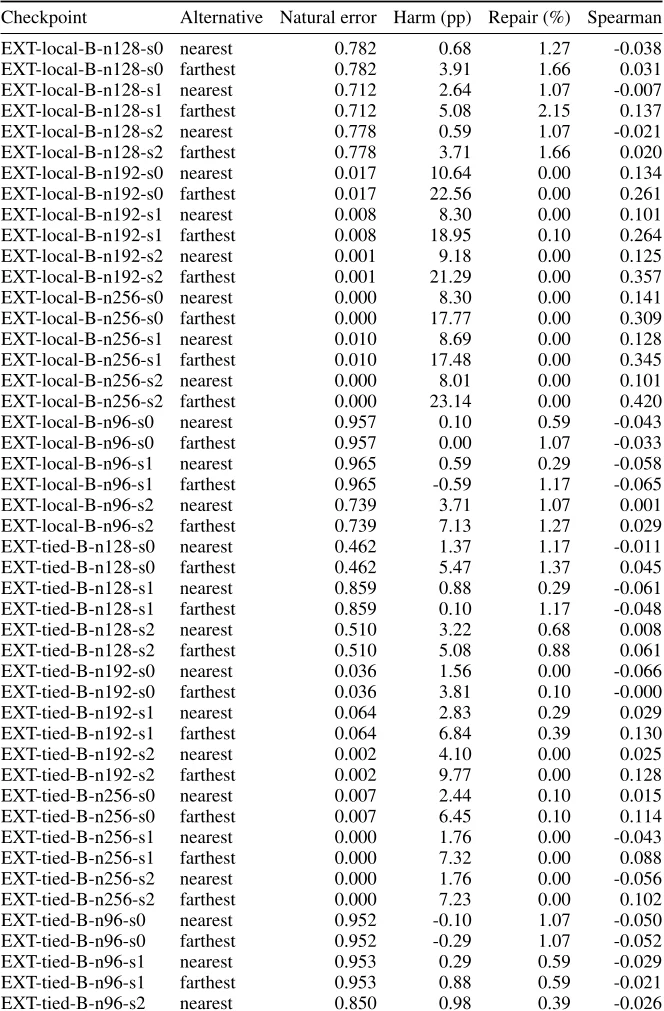 Checkpoint Alternative Natural error Harm (pp) Repair (%) Spearman
EXT-local-B-n128-s0 nearest 0.782 0.68 1.27 -0.038
EXT-local-B-n128-s0 farthest 0.782 3.91 1.66 0.031
EXT-local-B-n128-s1 nearest 0.712 2.64 1.07 -0.007
EXT-local-B-n128-s1 farthest 0.712 5.08 2.15 0.137
EXT-local-B-n128-s2 nearest 0.778 0.59 1.07 -0.021
EXT-local-B-n128-s2 farthest 0.778 3.71 1.66 0.020
EXT-local-B-n192-s0 nearest 0.017 10.64 0.00 0.134
EXT-local-B-n192-s0 farthest 0.017 22.56 0.00 0.261
EXT-local-B-n192-s1 nearest 0.008 8.30 0.00 0.101
EXT-local-B-n192-s1 farthest 0.008 18.95 0.10 0.264
EXT-local-B-n192-s2 nearest 0.001 9.18 0.00 0.125
EXT-local-B-n192-s2 farthest 0.001 21.29 0.00 0.357
EXT-local-B-n256-s0 nearest 0.000 8.30 0.00 0.141
EXT-local-B-n256-s0 farthest 0.000 17.77 0.00 0.309
EXT-local-B-n256-s1 nearest 0.010 8.69 0.00 0.128
EXT-local-B-n256-s1 farthest 0.010 17.48 0.00 0.345
EXT-local-B-n256-s2 nearest 0.000 8.01 0.00 0.101
EXT-local-B-n256-s2 farthest 0.000 23.14 0.00 0.420
EXT-local-B-n96-s0 nearest 0.957 0.10 0.59 -0.043
EXT-local-B-n96-s0 farthest 0.957 0.00 1.07 -0.033
EXT-local-B-n96-s1 nearest 0.965 0.59 0.29 -0.058
EXT-local-B-n96-s1 farthest 0.965 -0.59 1.17 -0.065
EXT-local-B-n96-s2 nearest 0.739 3.71 1.07 0.001
EXT-local-B-n96-s2 farthest 0.739 7.13 1.27 0.029
EXT-tied-B-n128-s0 nearest 0.462 1.37 1.17 -0.011
EXT-tied-B-n128-s0 farthest 0.462 5.47 1.37 0.045
EXT-tied-B-n128-s1 nearest 0.859 0.88 0.29 -0.061
EXT-tied-B-n128-s1 farthest 0.859 0.10 1.17 -0.048
EXT-tied-B-n128-s2 nearest 0.510 3.22 0.68 0.008
EXT-tied-B-n128-s2 farthest 0.510 5.08 0.88 0.061
EXT-tied-B-n192-s0 nearest 0.036 1.56 0.00 -0.066
EXT-tied-B-n192-s0 farthest 0.036 3.81 0.10 -0.000
EXT-tied-B-n192-s1 nearest 0.064 2.83 0.29 0.029
EXT-tied-B-n192-s1 farthest 0.064 6.84 0.39 0.130
EXT-tied-B-n192-s2 nearest 0.002 4.10 0.00 0.025
EXT-tied-B-n192-s2 farthest 0.002 9.77 0.00 0.128
EXT-tied-B-n256-s0 nearest 0.007 2.44 0.10 0.015
EXT-tied-B-n256-s0 farthest 0.007 6.45 0.10 0.114
EXT-tied-B-n256-s1 nearest 0.000 1.76 0.00 -0.043
EXT-tied-B-n256-s1 farthest 0.000 7.32 0.00 0.088
EXT-tied-B-n256-s2 nearest 0.000 1.76 0.00 -0.056
EXT-tied-B-n256-s2 farthest 0.000 7.23 0.00 0.102
EXT-tied-B-n96-s0 nearest 0.952 -0.10 1.07 -0.050
EXT-tied-B-n96-s0 farthest 0.952 -0.29 1.07 -0.052
EXT-tied-B-n96-s1 nearest 0.953 0.29 0.59 -0.029
EXT-tied-B-n96-s1 farthest 0.953 0.88 0.59 -0.021
EXT-tied-B-n96-s2 nearest 0.850 0.98 0.39 -0.026